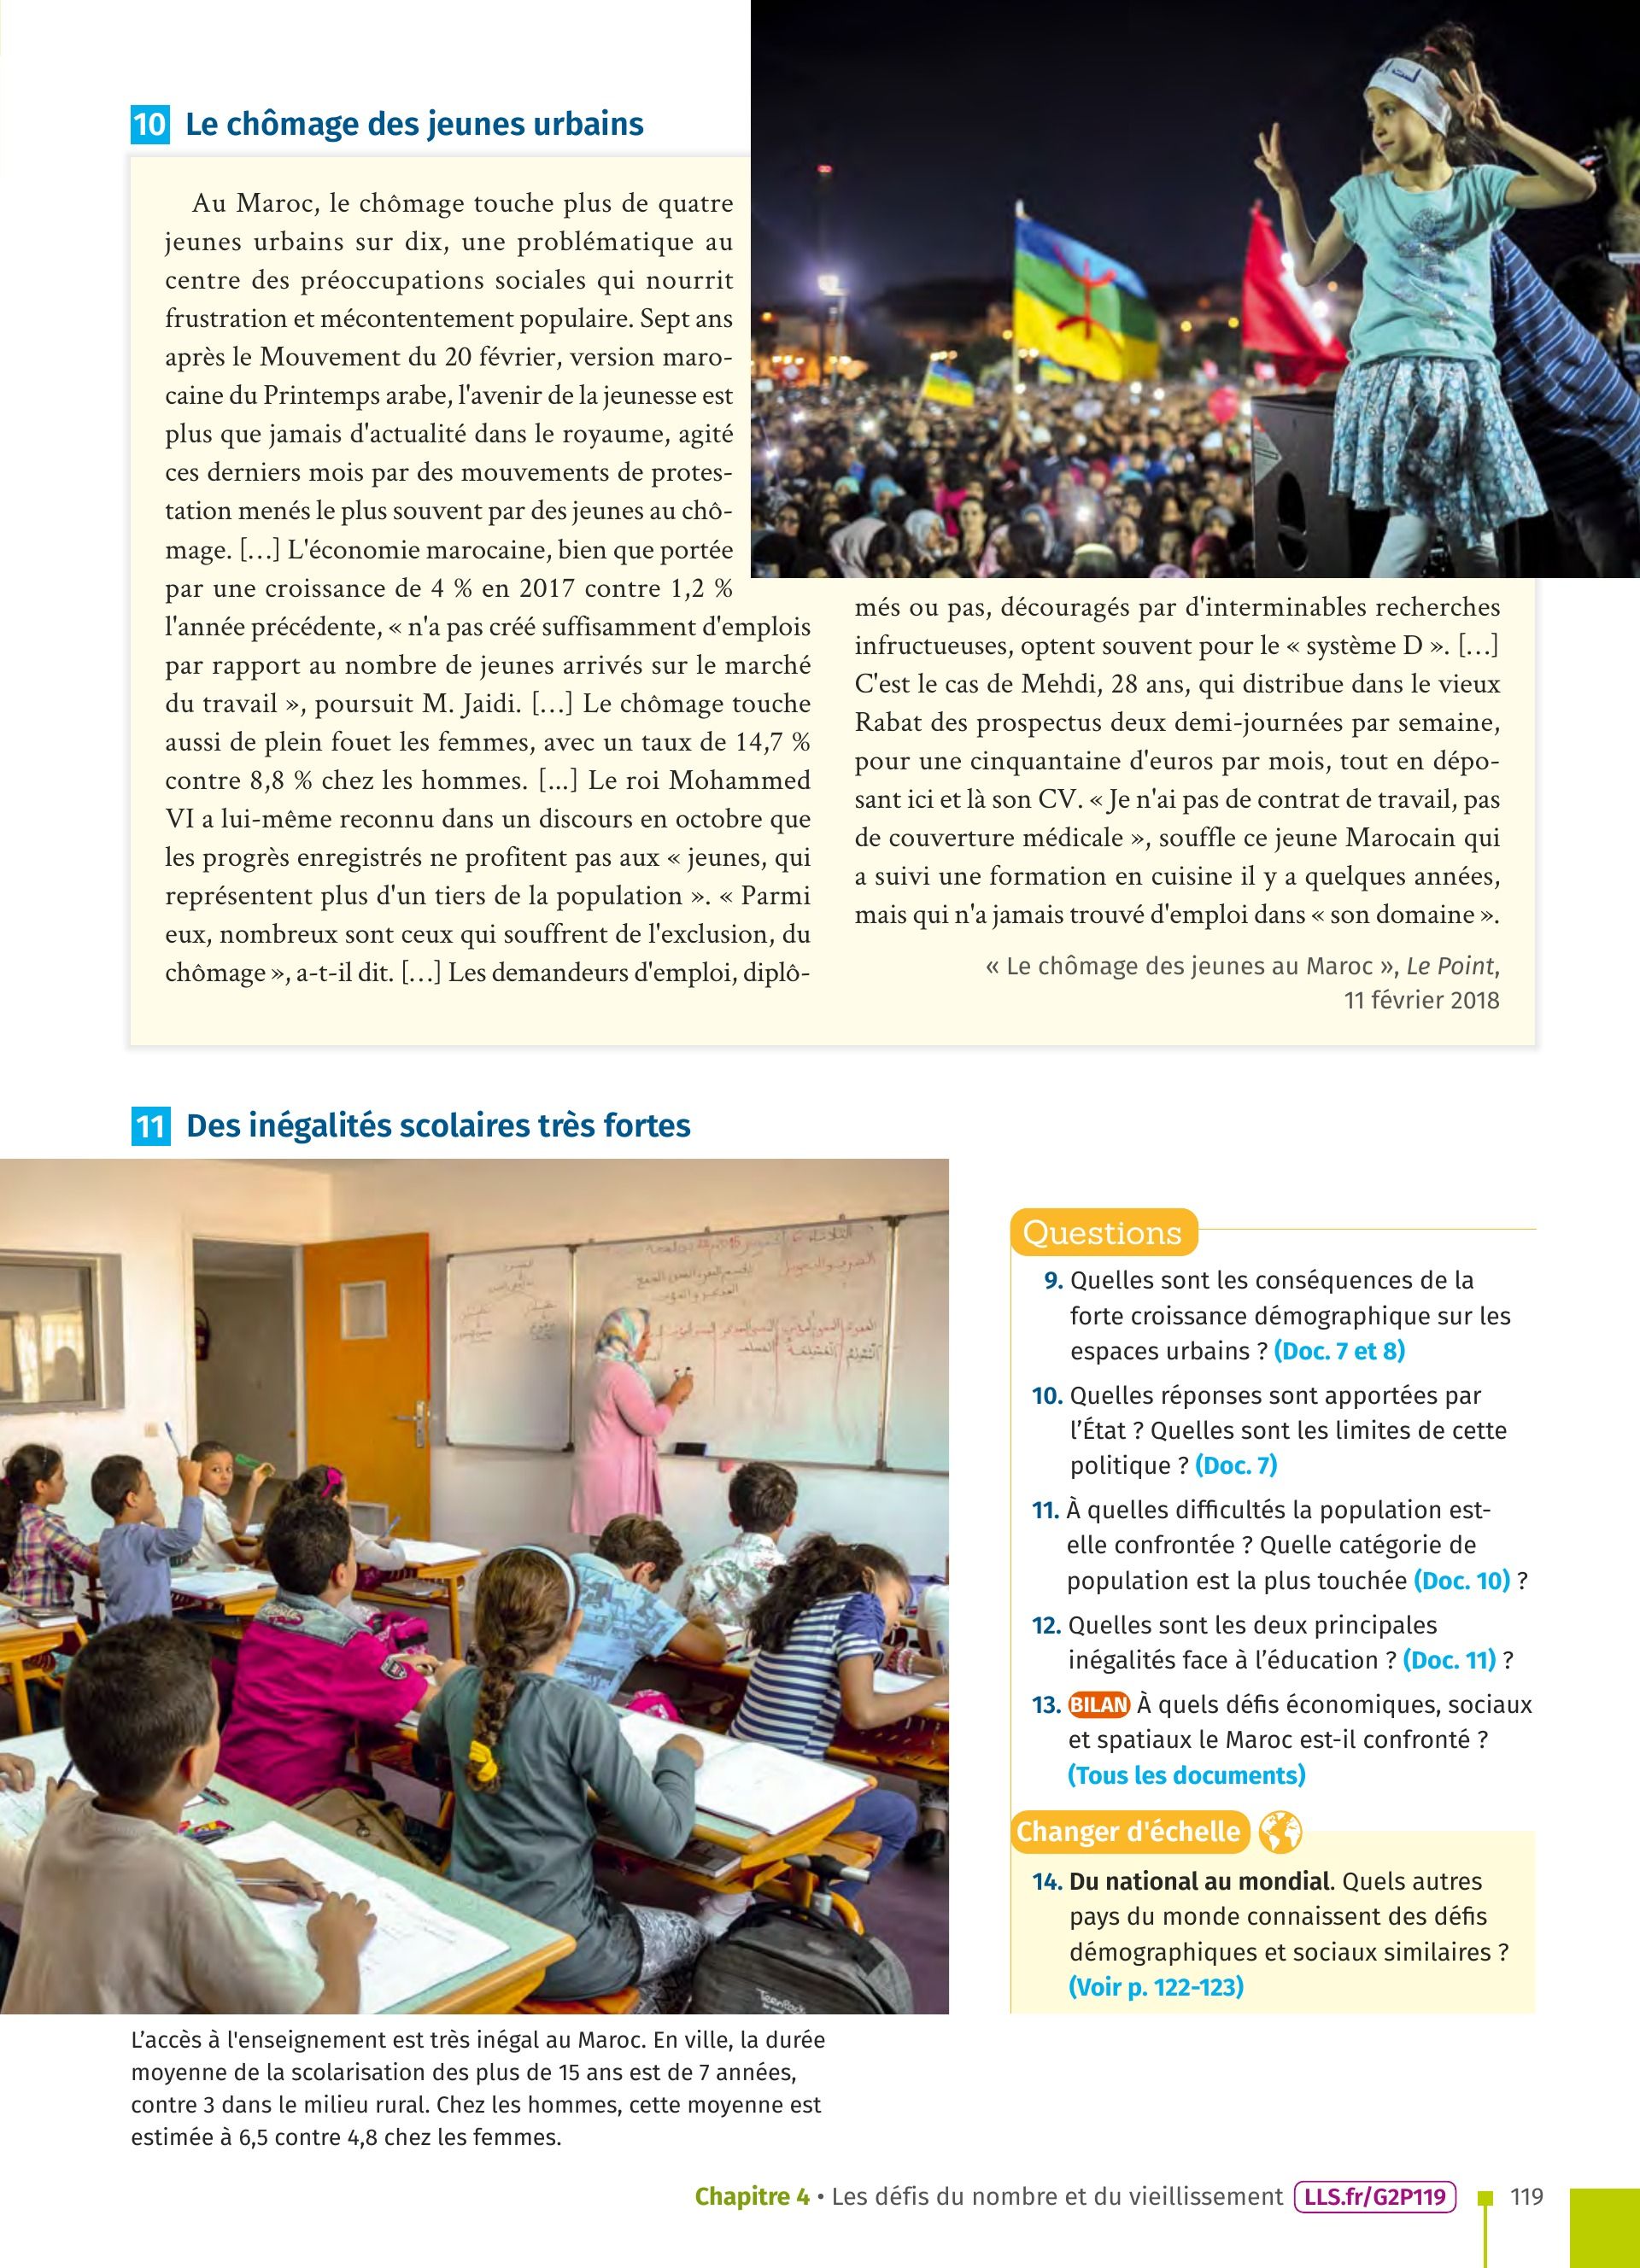 10 Le chômage des jeunes urbains
Au Maroc, le chômage touche plus de quatre
jeunes urbains sur dix, une problématique au
centre des préoccupations sociales qui nourrit
frustration et mécontentement populaire. Sept ans
après le Mouvement du 20 février, version maro-
caine du Printemps arabe, l'avenir de la jeunesse est
plus que jamais d'actualité dans le royaume, agité
ces derniers mois par des mouvements de protes-
tation menés le plus souvent par des jeunes au chô-
mage. […] L'économie marocaine, bien que portée
par une croissance de 4 % en 2017 contre 1,2 %
l'année précédente, « n'a pas créé suffisamment d'emplois
par rapport au nombre de jeunes arrivés sur le marché
du travail », poursuit M. Jaidi. […] Le chômage touche
aussi de plein fouet les femmes, avec un taux de 14,7 %
contre 8,8 % chez les hommes. [...] Le roi Mohammed
VI a lui-même reconnu dans un discours en octobre que
les progrès enregistrés ne profitent pas aux « jeunes, qui
représentent plus d'un tiers de la population ». « Parmi
eux, nombreux sont ceux qui souffrent de l'exclusion, du
chômage », a-t-il dit. […] Les demandeurs d'emploi, diplô-
més ou pas, découragés par d'interminables recherches
infructueuses, optent souvent pour le « système D ». […]
C'est le cas de Mehdi, 28 ans, qui distribue dans le vieux
Rabat des prospectus deux demi-journées par semaine,
pour une cinquantaine d'euros par mois, tout en dépo-
sant ici et là son CV. « Je n'ai pas de contrat de travail, pas
de couverture médicale », souffle ce jeune Marocain qui
a suivi une formation en cuisine il y a quelques années,
mais qui n'a jamais trouvé d'emploi dans « son domaine ».
« Le chômage des jeunes au Maroc », Le Point,
11 février 2018
11 Des inégalités scolaires très fortes
L'accès à l'enseignement est très inégal au Maroc. En ville, la durée
moyenne de la scolarisation des plus de 15 ans est de 7 années,
contre 3 dans le milieu rural. Chez les hommes, cette moyenne est
estimée à 6,5 contre 4,8 chez les femmes.
Questions
9. Quelles sont les conséquences de la
forte croissance démographique sur les
espaces urbains ? (Doc. 7 et 8)
10. Quelles réponses sont apportées par
l'État ? Quelles sont les limites de cette
politique ? (Doc. 7)
11. À quelles difficultés la population est-
elle confrontée ? Quelle catégorie de
population est la plus touchée (Doc. 10) ?
12. Quelles sont les deux principales
inégalités face à l'éducation ? (Doc. 11) ?
13. BILAN À quels défis économiques, sociaux
et spatiaux le Maroc est-il confronté ?
(Tous les documents)
Changer d'échelle
14. Du national au mondial. Quels autres
pays du monde connaissent des défis
démographiques et sociaux similaires ?
(Voir p. 122-123)
Chapitre 4 • Les défis du nombre et du vieillissement LLS.fr/G2P119 119